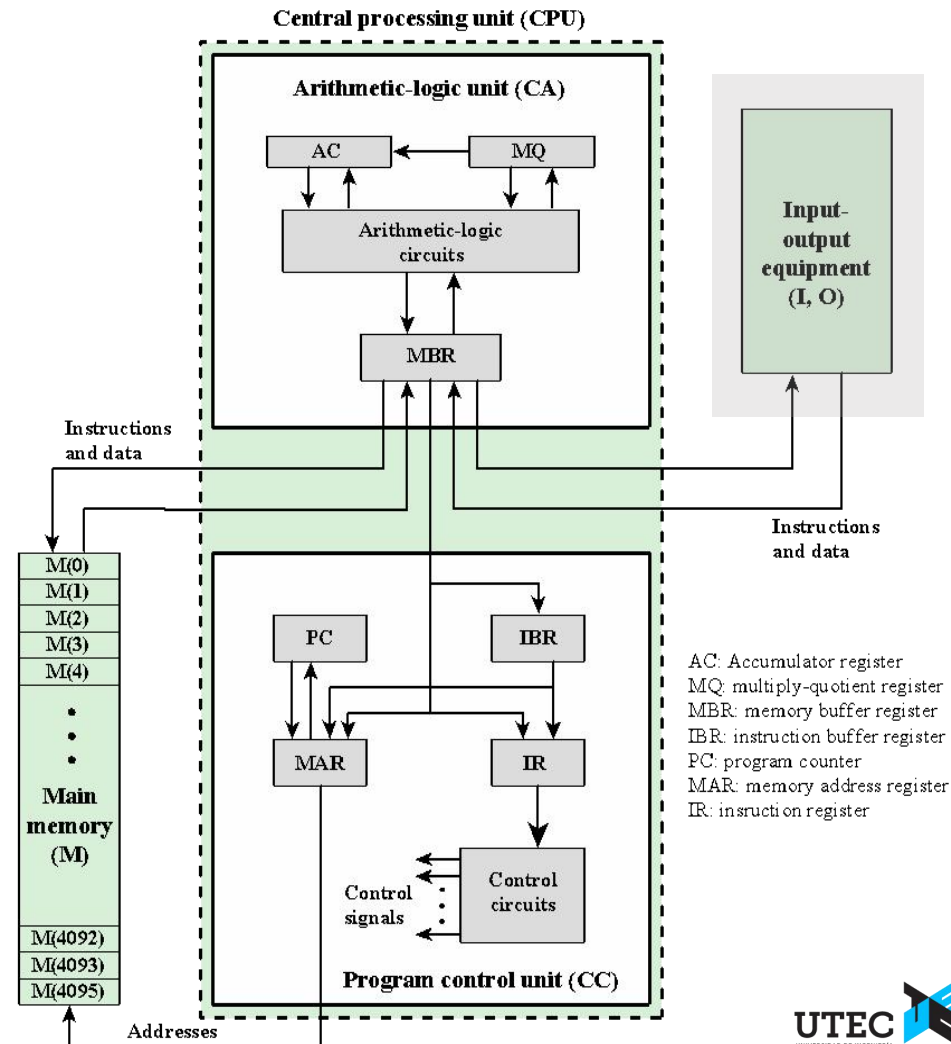 Central processing unit (CPU)
Arithmetic-logic unit (CA)
AC
MQ
Arithmetic-logic
circuits
MBR
Input-
output
equipment
(I, O)
Instructions
and data
Instructions
and data
M(0)
M(1)
M(2)
M(3)
M(4)
Main
memory
(M)
M(4092)
M(4093)
M(4095)
Addresses
PC
IBR
MAR
IR
Control
signals
Control
circuits
Program control unit (CC)
AC: Accumulator register
MQ: multiply-quotient register
MBR: memory buffer register
IBR: instruction buffer register
PC: program counter
MAR: memory address register
IR: insruction register
UTEC